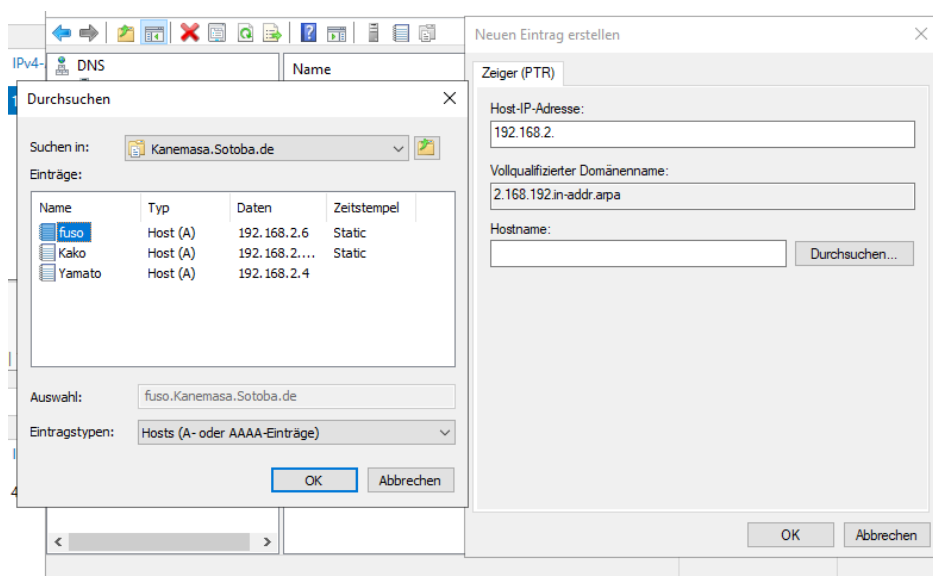 IPv4-
DNS
Name
Durchsuchen
Suchen in:
Kanemasa.Sotoba.de
Einträge:
Name Typ Daten Zeitstempel
fuso Host (A) 192.168.2.6 Static
Kako Host (A) 192.168.2.... Static
Yamato Host (A) 192.168.2.4
Auswahl:
fuso.Kanemasa.Sotoba.de
Eintragstypen:
Hosts (A- oder AAAA-Einträge)
OK
Abbrechen
Neuen Eintrag erstellen
Zeiger (PTR)
Host-IP-Adresse:
192.168.2.
Vollqualifizierter Domänenname:
2.168.192.in-addr.arpa
Hostname:
Durchsuchen...
OK
Abbrechen